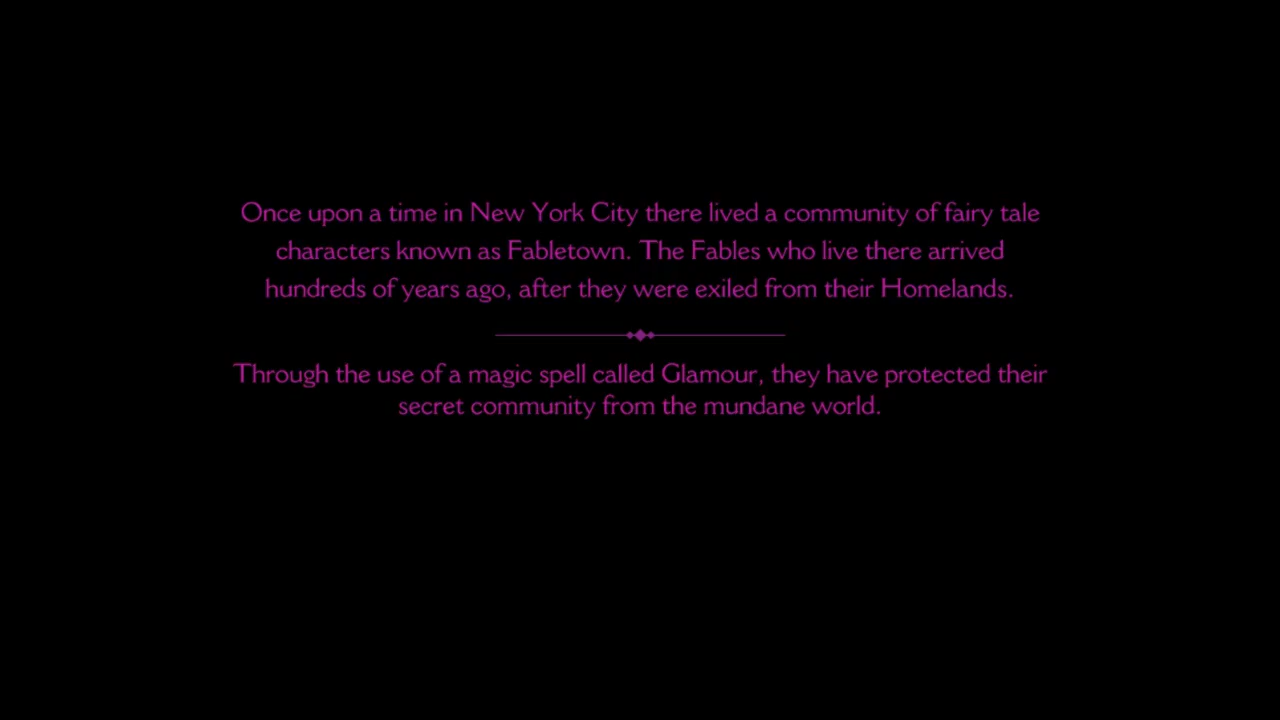 Once upon a time in New York City there lived a community of fairy tale
characters known as Fabletown. The Fables who live there arrived
hundreds of years ago, after they were exiled from their Homelands.
Through the use of a magic spell called Glamour, they have protected their
secret community from the mundane world.